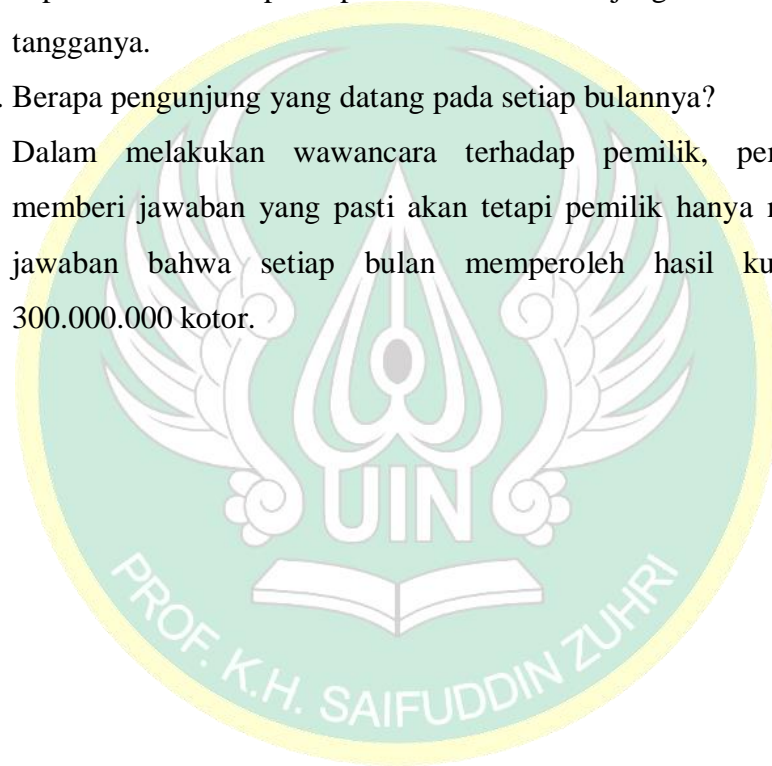 tangganya.
. Berapa pengunjung yang datang pada setiap bulannya?
Dalam melakukan wawancara terhadap pemilik,
memberi jawaban yang pasti akan tetapi pemilik hanya
jawaban bahwa setiap bulan memperoleh hasil
300.000.000 kotor.
UIN
PROF. K.H. SAIFUDDIN ZUHRI